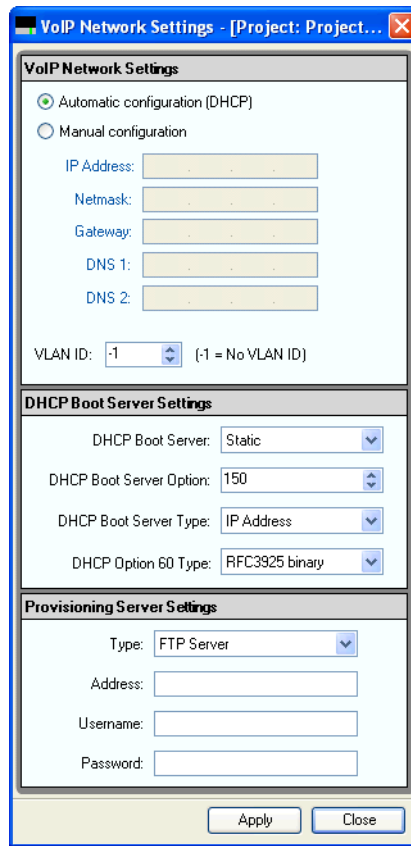 VoIP Network Settings - [Project: Project...
VoIP Network Settings
Automatic configuration (DHCP)
Manual configuration
IP Address:
Netmask:
Gateway:
DNS 1:
DNS 2:
VLAN ID: -1 (-1 = No VLAN ID)
DHCP Boot Server Settings
DHCP Boot Server: Static
DHCP Boot Server Option: 150
DHCP Boot Server Type: IP Address
DHCP Option 60 Type: RFC3925 binary
Provisioning Server Settings
Type: FTP Server
Address:
Username:
Password:
Apply Close